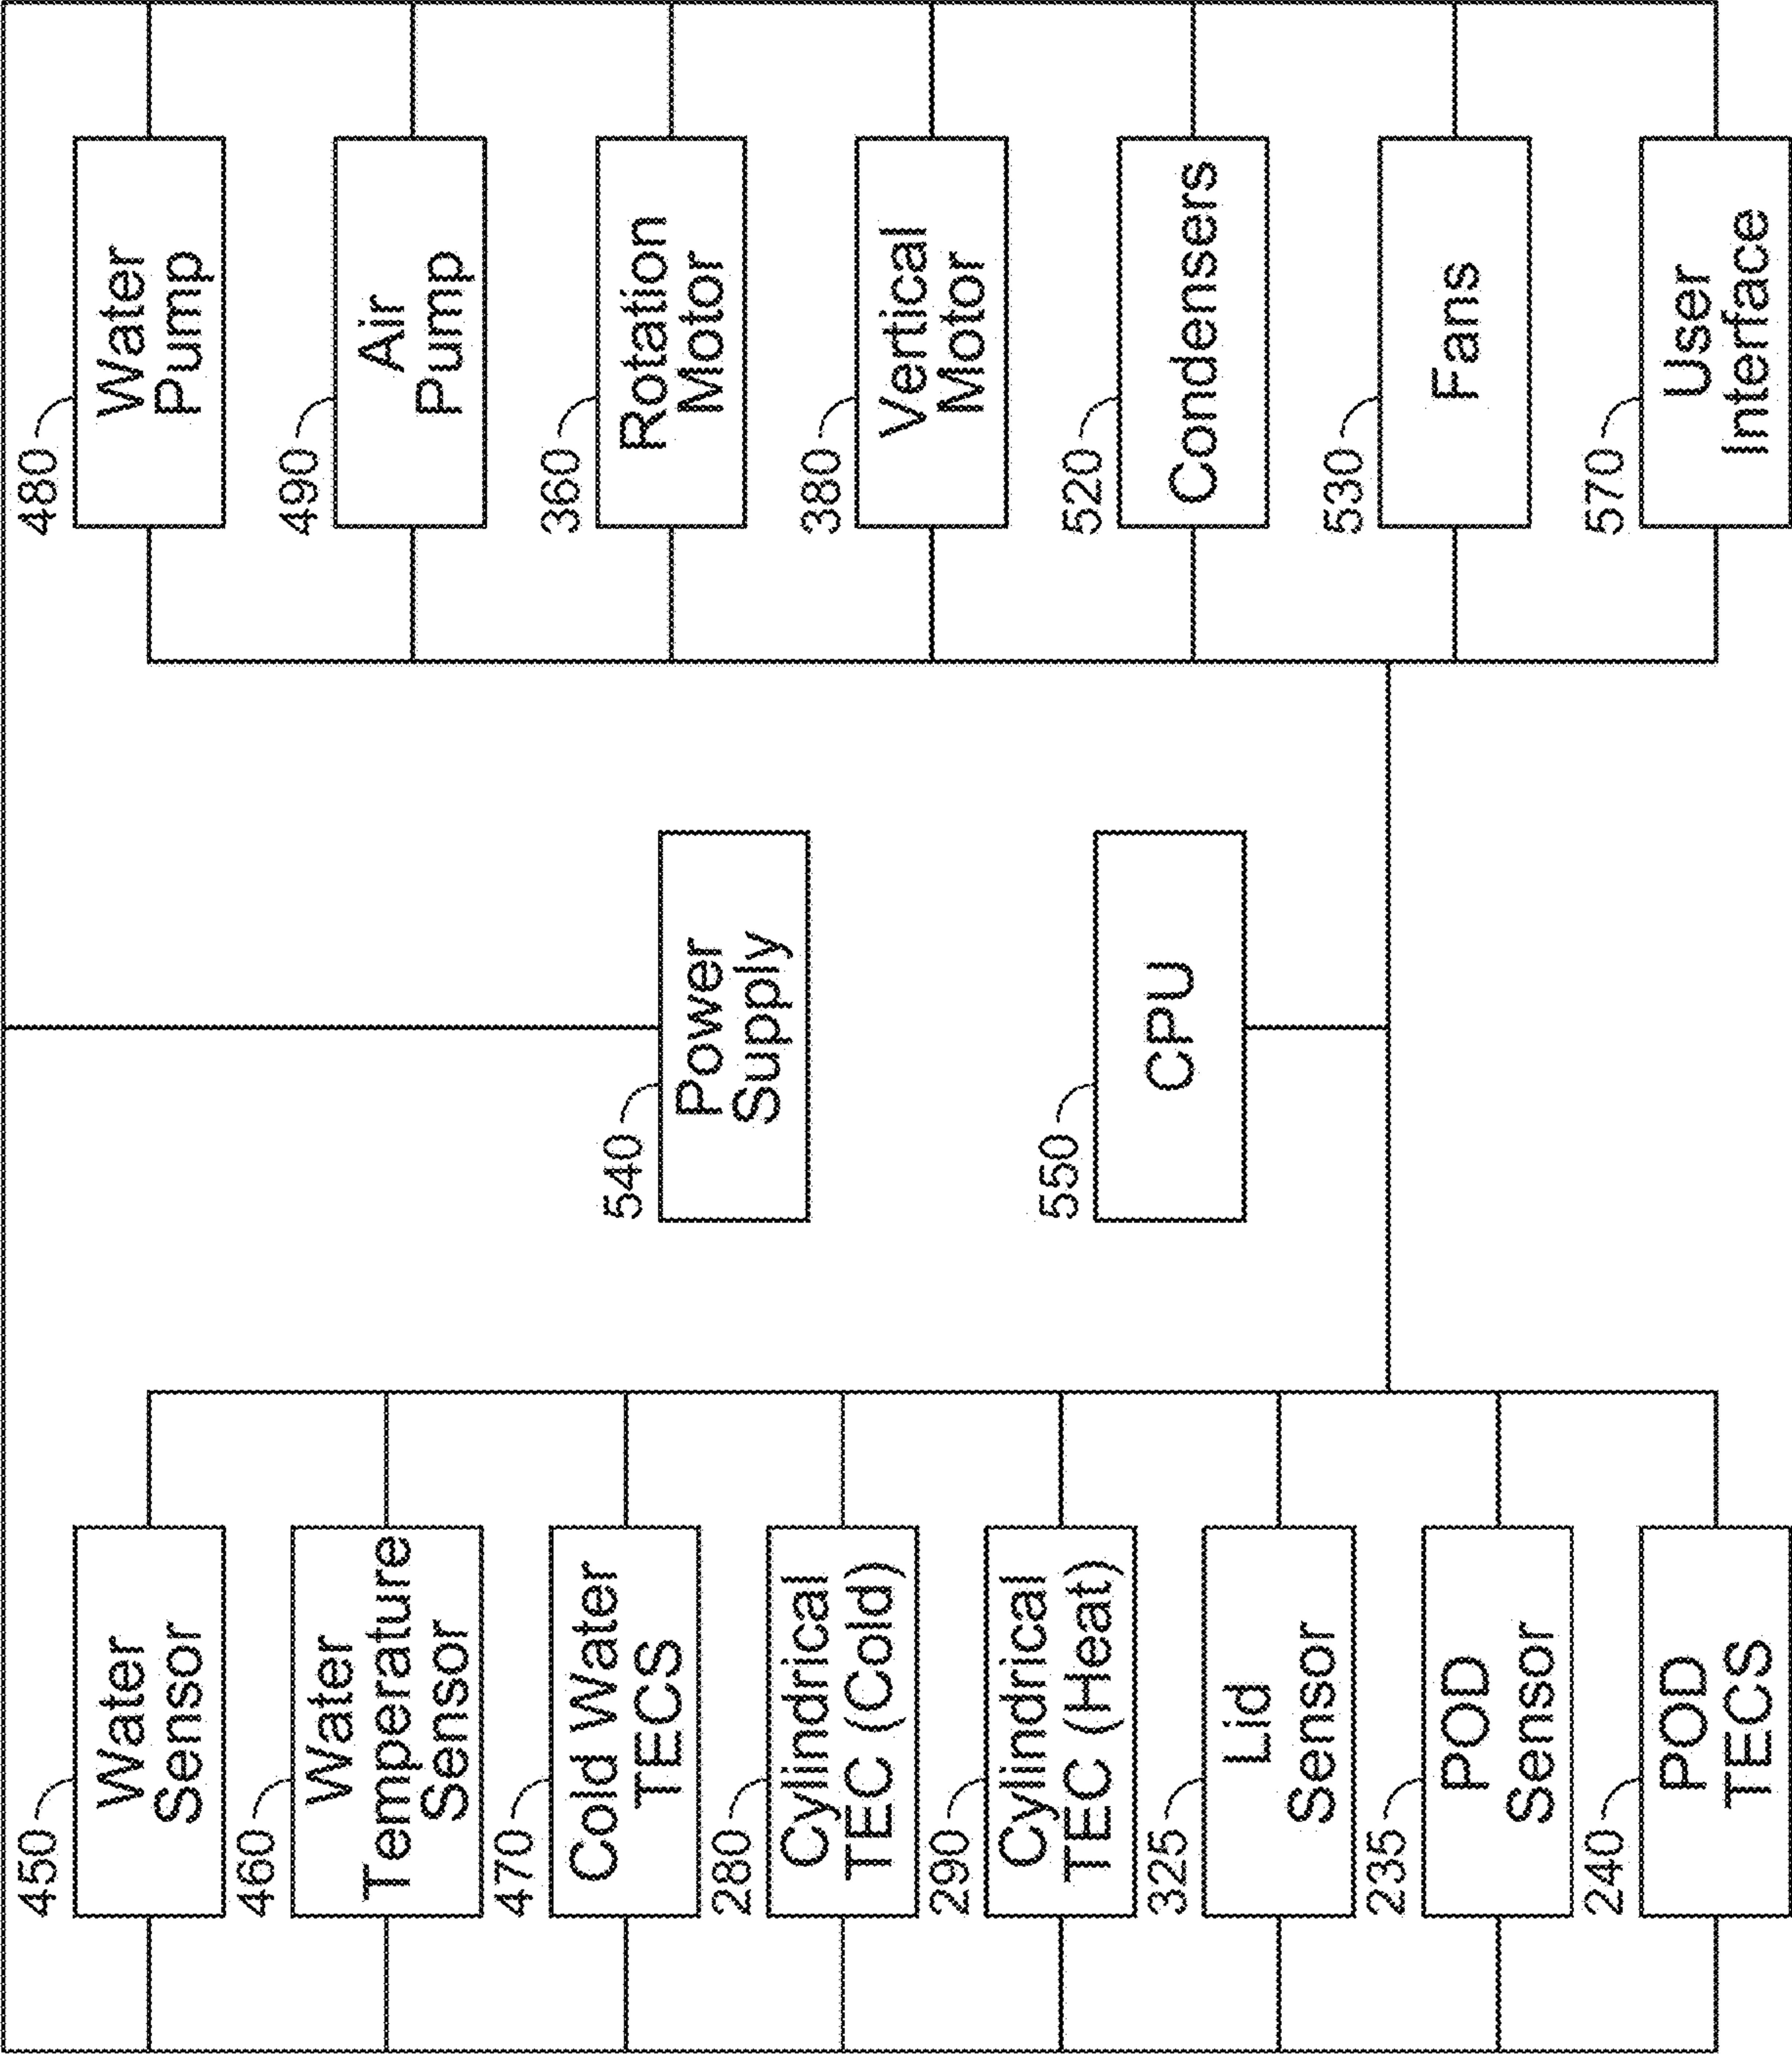 450
Water
Sensor
460
Water
Temperature
Sensor
470
Cold Water
TECS
280
Cylindrical
TEC (Cold)
290
Cylindrical
TEC (Heat)
325
Lid
Sensor
235
POD
Sensor
240
POD
TECS
540
Power
Supply
550
CPU
480
Water
Pump
490
Air
Pump
360
Rotation
Motor
380
Vertical
Motor
520
Condensers
530
Fans
570
User
Interface